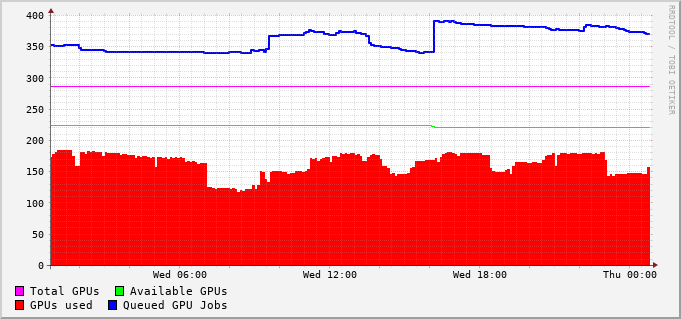 RRDTOOL / TOBI OETIKER
400
350
300
250
200
150
100
50
0
Wed 06:00 Wed 12:00 Wed 18:00 Thu 00:00
Total GPUs Available GPUs
GPUs used Queued GPU Jobs